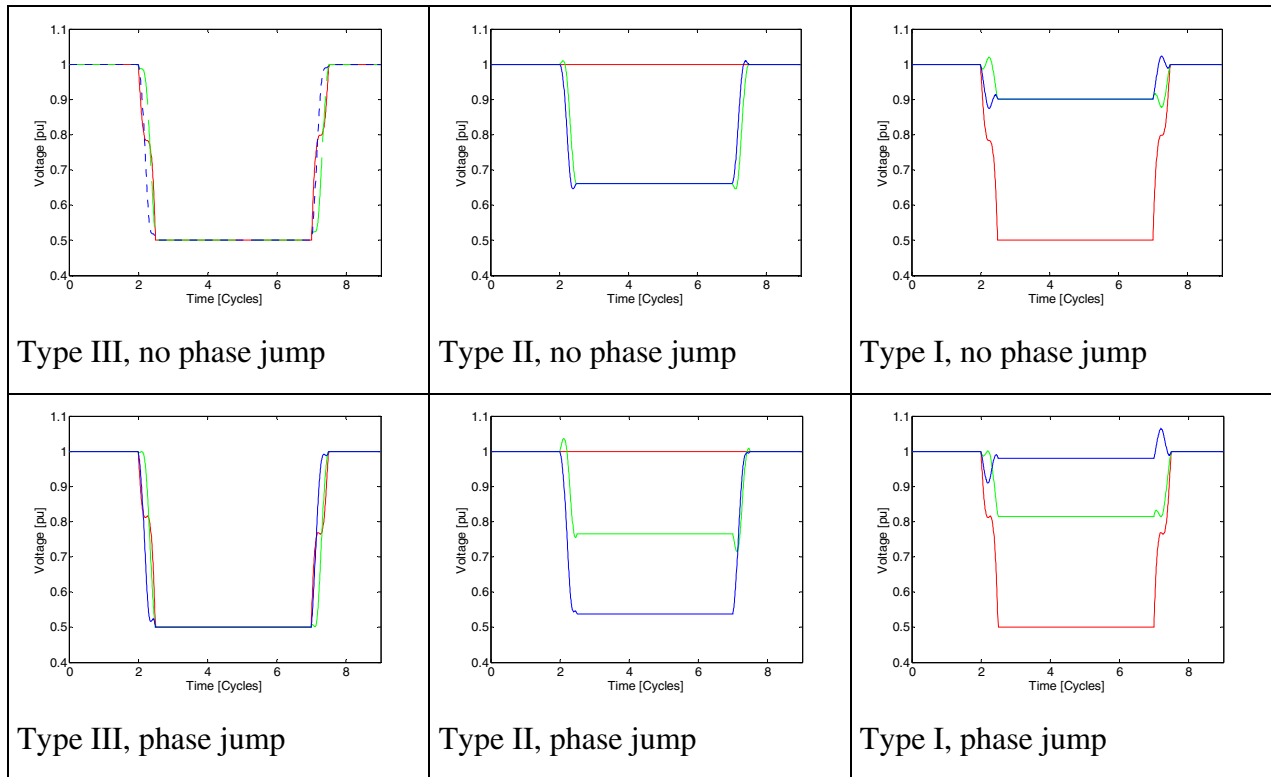 1.1
1
0.9
0.8
0.7
0.6
0.5
0.4
0 2 4 6 8
Voltage [pu]
Time [Cycles]
Type III, no phase jump
1.1
1
0.9
0.8
0.7
0.6
0.5
0.4
0 2 4 6 8
Voltage [pu]
Time [Cycles]
Type II, no phase jump
1.1
1
0.9
0.8
0.7
0.6
0.5
0.4
0 2 4 6 8
Voltage [pu]
Time [Cycles]
Type I, no phase jump
1.1
1
0.9
0.8
0.7
0.6
0.5
0.4
0 2 4 6 8
Voltage [pu]
Time [Cycles]
Type III, phase jump
1.1
1
0.9
0.8
0.7
0.6
0.5
0.4
0 2 4 6 8
Voltage [pu]
Time [Cycles]
Type II, phase jump
1.1
1
0.9
0.8
0.7
0.6
0.5
0.4
0 2 4 6 8
Voltage [pu]
Time [Cycles]
Type I, phase jump